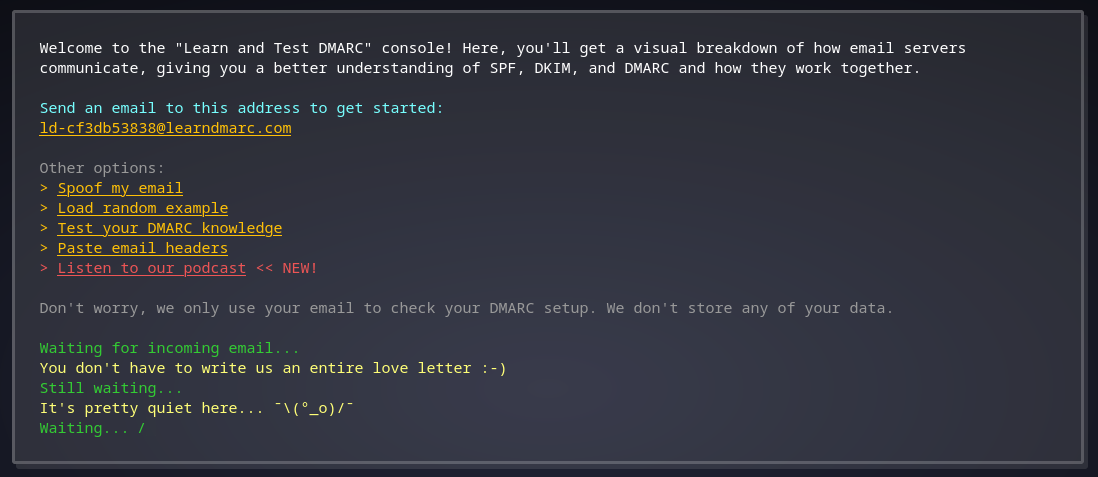 Welcome to the "Learn and Test DMARC" console! Here, you'll get a visual breakdown of how email servers
communicate, giving you a better understanding of SPF, DKIM, and DMARC and how they work together.
Send an email to this address to get started:
ld-cf3db53838@learndmarc.com
Other options:
> Spoof my email
> Load random example
> Test your DMARC knowledge
> Paste email headers
> Listen to our podcast << NEW!
Don't worry, we only use your email to check your DMARC setup. We don't store any of your data.
Waiting for incoming email...
You don't have to write us an entire love letter :-)
Still waiting...
It's pretty quiet here... ¯\(°_o)/¯
Waiting... /